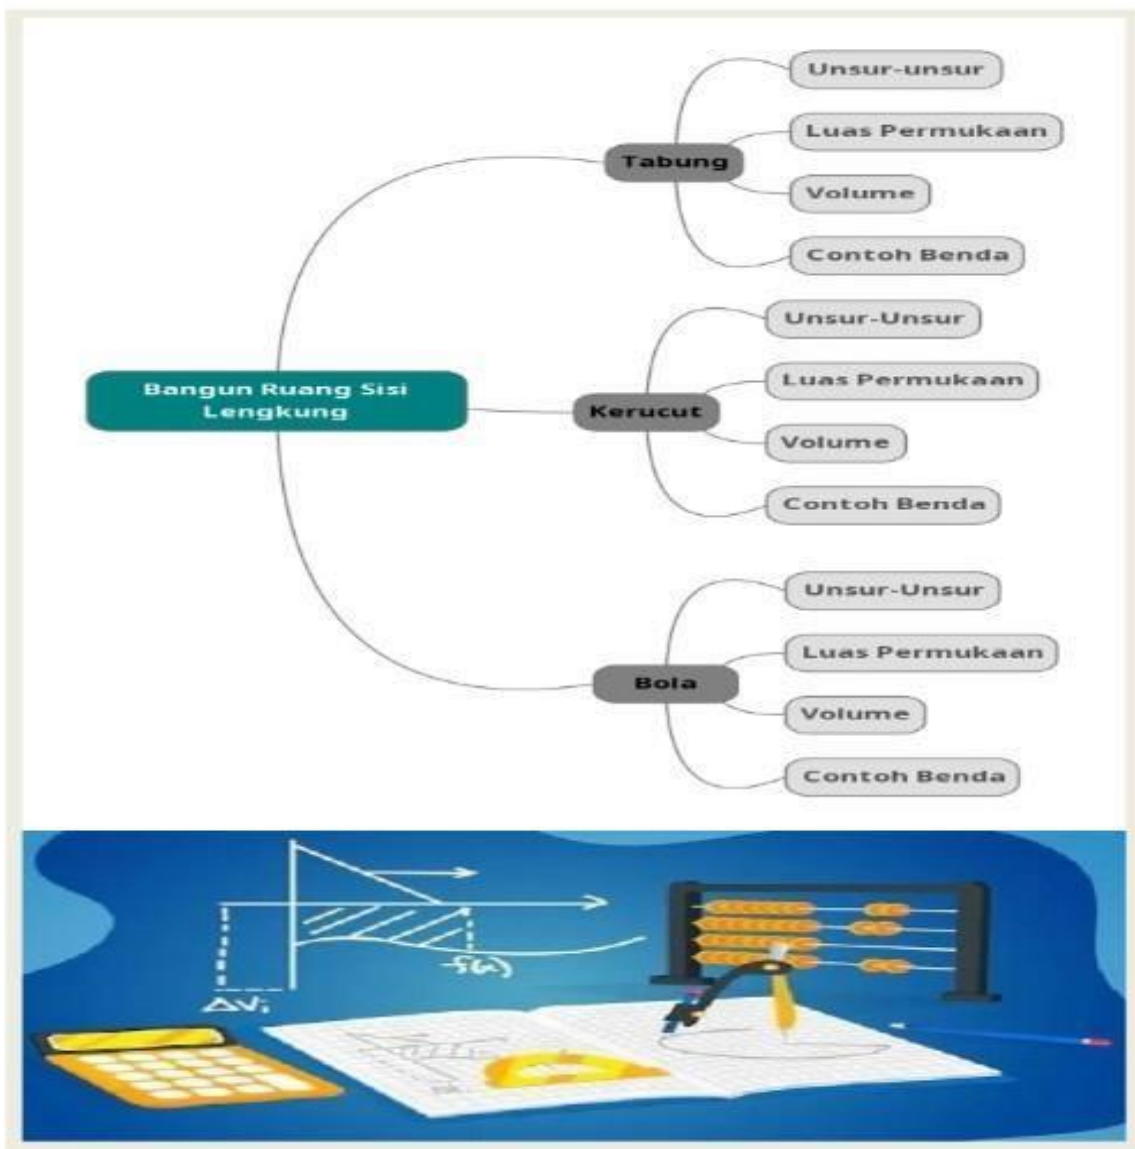 Bangun Ruang Sisi
Lengkung
Tabung
Unsur-unsur
Luas Permukaan
Volume
Contoh Benda
Kerucut
Unsur-Unsur
Luas Permukaan
Volume
Contoh Benda
Bola
Unsur-Unsur
Luas Permukaan
Volume
Contoh Benda
f(x)
ΔVi